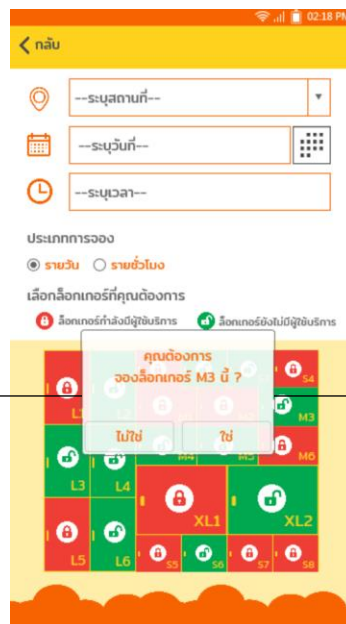 02:18 PM
กลับ
--ระบุสถานที่--
--ระบุวันที่--
--ระบุเวลา--
ประเภทการจอง
รายวัน รายชั่วโมง
เลือกล็อกเกอร์ที่คุณต้องการ
ล็อกเกอร์กำลังมีผู้ใช้บริการ ล็อกเกอร์ยังไม่มีผู้ใช้บริการ
คุณต้องการ
จองล็อกเกอร์ M3 นี้ ?
ไม่ใช่ ใช่
S4
L1 L2 M3
M4 M5 M6
L3 L4
XL1 XL2
L5 L6 S5 S6 S7 S8